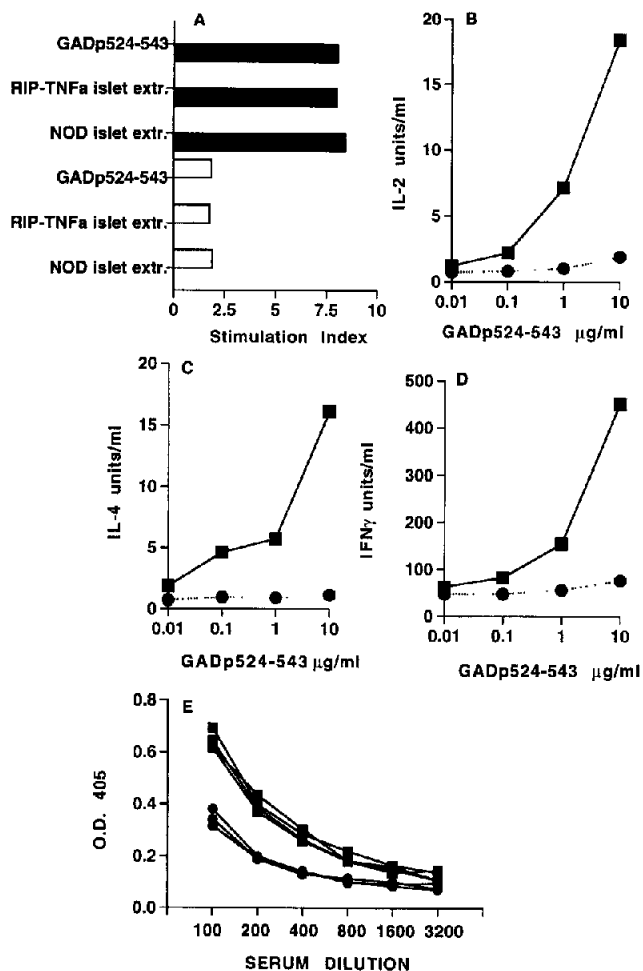 A
GADp524-543
RIP-TNFa islet extr.
NOD islet extr.
GADp524-543
RIP-TNFa islet extr.
NOD islet extr.
0 2.5 5 7.5 10
Stimulation Index
B
20
15
10
5
0
IL-2 units/ml
0.01 0.1 1 10
GADp524-543 µg/ml
C
20
15
10
5
0
IL-4 units/ml
0.01 0.1 1 10
GADp524-543 µg/ml
D
500
400
300
200
100
0
IFNγ units/ml
0.01 0.1 1 10
GADp524-543 µg/ml
E
0.8
0.6
0.4
0.2
0.0
O.D. 405
100 200 400 800 1600 3200
SERUM DILUTION